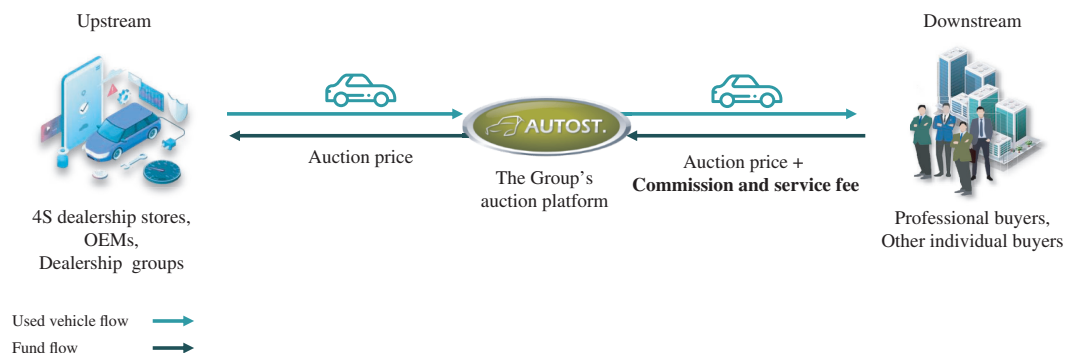 Upstream
Downstream
AUTOST.
Auction price
The Group's
auction platform
Auction price +
Commission and service fee
4S dealership stores,
OEMs,
Dealership groups
Professional buyers,
Other individual buyers
Used vehicle flow
Fund flow